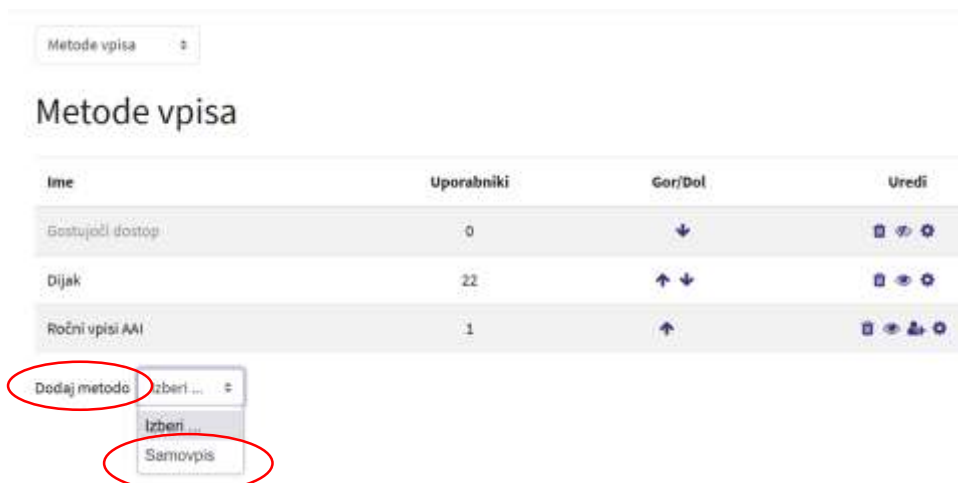 Metode vpisa
Metode vpisa
Ime Uporabniki Gor/Dol Uredi
Gostujoči dostop 0
Dijak 22
Ročni vpisi AAI 1
Dodaj metodo Izberi ...
Izberi ...
Samovpis